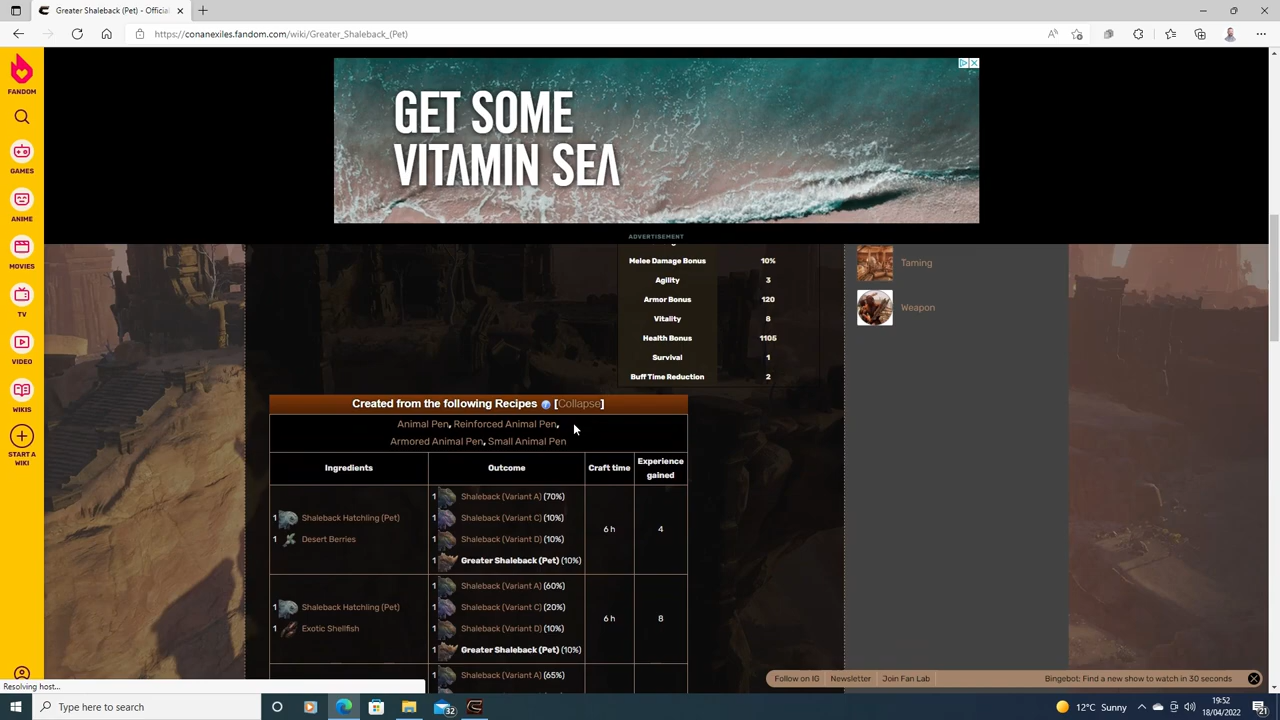 Greater Shaleback (Pet) - Offici
https://conanexiles.fandom.com/wiki/Greater_Shaleback_(Pet)
FANDOM
GAMES
ANIME
MOVIES
TV
VIDEO
WIKIS
START A
WIKI
GET SOME
VITAMIN SEA
ADVERTISEMENT
Melee Damage Bonus 10%
Agility 3
Armor Bonus 120
Vitality 8
Health Bonus 1105
Survival 1
Buff Time Reduction 2
Taming
Weapon
Created from the following Recipes [Collapse]
Animal Pen, Reinforced Animal Pen,
Armored Animal Pen, Small Animal Pen
Ingredients Outcome Craft time Experience gained
1 Shaleback Hatchling (Pet)
1 Desert Berries
1 Shaleback (Variant A) (70%)
1 Shaleback (Variant C) (10%)
1 Shaleback (Variant D) (10%)
1 Greater Shaleback (Pet) (10%)
6 h
4
1 Shaleback Hatchling (Pet)
1 Exotic Shellfish
1 Shaleback (Variant A) (60%)
1 Shaleback (Variant C) (20%)
1 Shaleback (Variant D) (10%)
1 Greater Shaleback (Pet) (10%)
6 h
8
1 Shaleback (Variant A) (65%)
Follow on IG Newsletter Join Fan Lab Bingebot: Find a new show to watch in 30 seconds
Resolving host...
Type here to search
32
12°C Sunny
19:52
18/04/2022
21